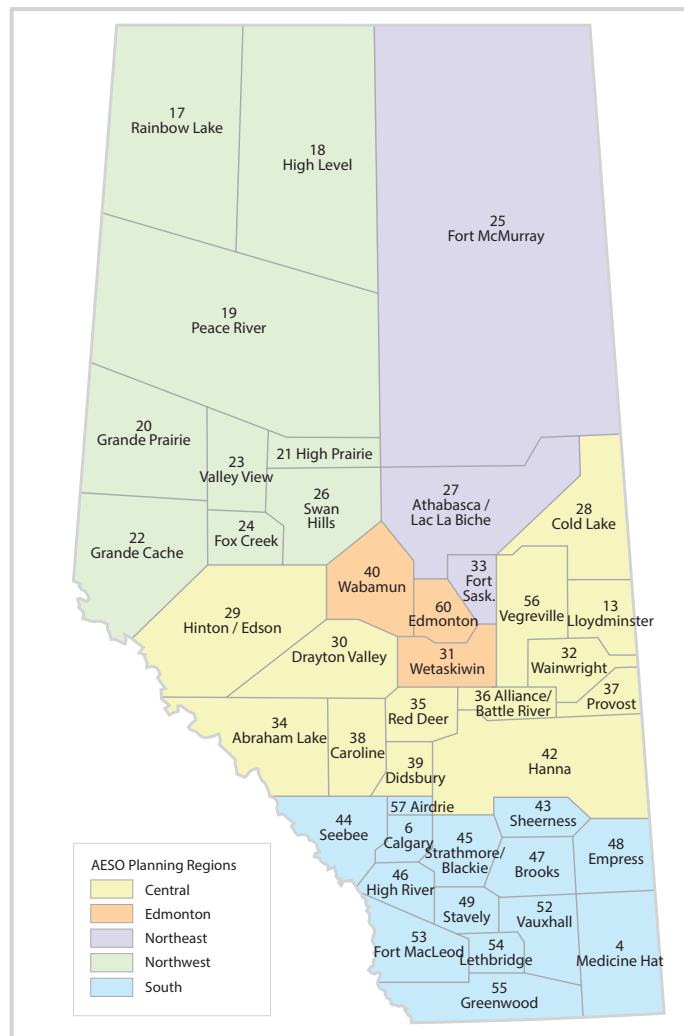 17
Rainbow Lake
18
High Level
25
Fort McMurray
19
Peace River
20
Grande Prairie
21 High Prairie
23
Valley View
27
Athabasca /
Lac La Biche
26
Swan
Hills
28
Cold Lake
24
Fox Creek
22
Grande Cache
33
Fort
Sask.
40
Wabamun
56
Vegreville
13
Lloydminster
60
Edmonton
29
Hinton / Edson
30
Drayton Valley
31
Wetaskiwin
32
Wainwright
37
Provost
36 Alliance/
Battle River
35
Red Deer
34
Abraham Lake
38
Caroline
42
Hanna
39
Didsbury
57 Airdrie
43
Sheerness
44
Seebee
6
Calgary
45
Strathmore/
Blackie
48
Empress
47
Brooks
46
High River
49
Stavely
52
Vauxhall
53
Fort MacLeod
54
Lethbridge
4
Medicine Hat
55
Greenwood
AESO Planning Regions
Central
Edmonton
Northeast
Northwest
South